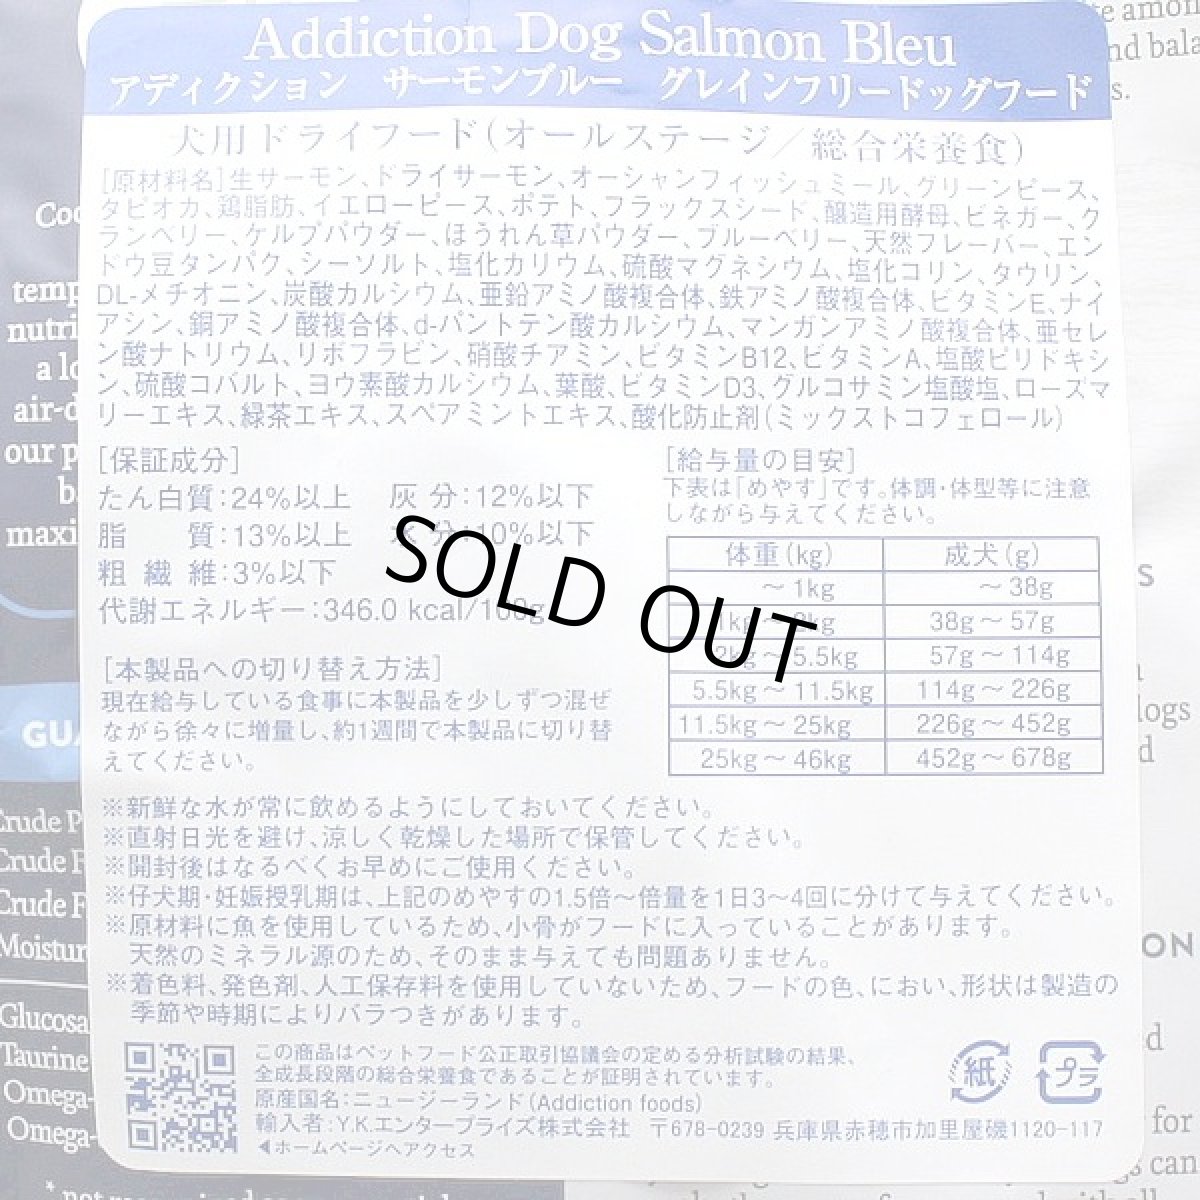 Addiction Dog Salmon Bleu
アディクション サーモンブルー グレインフリードッグフード
犬用ドライフード(オールステージ/総合栄養食)
[原材料名]生サーモン、ドライサーモン、オーシャンフィッシュミール、グリーンピース、
タピオカ、鶏脂肪、イエローピース、ポテト、フラックスシード、醸造用酵母、ビネガー、ク
ランベリー、ケルプパウダー、ほうれん草パウダー、ブルーベリー、天然フレーバー、エン
ドウ豆タンパク、シーソルト、塩化カリウム、硫酸マグネシウム、塩化コリン、タウリン、
DL-メチオニン、炭酸カルシウム、亜鉛アミノ酸複合体、鉄アミノ酸複合体、ビタミンE、ナイ
アシン、銅アミノ酸複合体、d-パントテン酸カルシウム、マンガンアミノ酸複合体、亜セレ
ン酸ナトリウム、リボフラビン、硝酸チアミン、ビタミンB12、ビタミンA、塩酸ピリドキシ
ン、硫酸コバルト、ヨウ素酸カルシウム、葉酸、ビタミンD3、グルコサミン塩酸塩、ローズマ
リーエキス、緑茶エキス、スペアミントエキス、酸化防止剤(ミックストコフェロール)
[保証成分]
たん白質:24%以上 灰 分:12%以下
脂 質:13%以上 水 分:10%以下
粗 繊 維:3%以下
代謝エネルギー:346.0 kcal/100g
[本製品への切り替え方法]
現在給与している食事に本製品を少しずつ混ぜ
ながら徐々に増量し、約1週間で本製品に切り替
えてください。
[給与量の目安]
下表は「めやす」です。体調・体型等に注意
しながら与えてください。
体重(kg) 成犬(g)
~1kg ~38g
1kg~2kg 38g~57g
2kg~5.5kg 57g~114g
5.5kg~11.5kg 114g~226g
11.5kg~25kg 226g~452g
25kg~46kg 452g~678g
SOLD OUT
※新鮮な水が常に飲めるようにしておいてください。
※直射日光を避け、涼しく乾燥した場所で保管してください。
※開封後はなるべくお早めにご使用ください。
※仔犬期・妊娠授乳期は、上記のめやすの1.5倍~倍量を1日3~4回に分けて与えてください。
※原材料に魚を使用しているため、小骨がフードに入っていることがあります。
天然のミネラル源のため、そのまま与えても問題ありません。
※着色料、発色剤、人工保存料を使用していないため、フードの色、におい、形状は製造の
季節や時期によりバラつきがあります。
この商品はペットフード公正取引協議会の定める分析試験の結果、
全成長段階の総合栄養食であることが証明されています。
原産国名:ニュージーランド(Addiction foods)
輸入者:Y.K.エンタープライズ株式会社 〒678-0239 兵庫県赤穂市加里屋磯1120-117
◀ホームページへアクセス
紙
プラ
temp
nutri
air-d
our p
maxi
GUA
Crude P
Crude F
Crude F
Moistur
Glucosa
Taurine
Omega-
Omega-